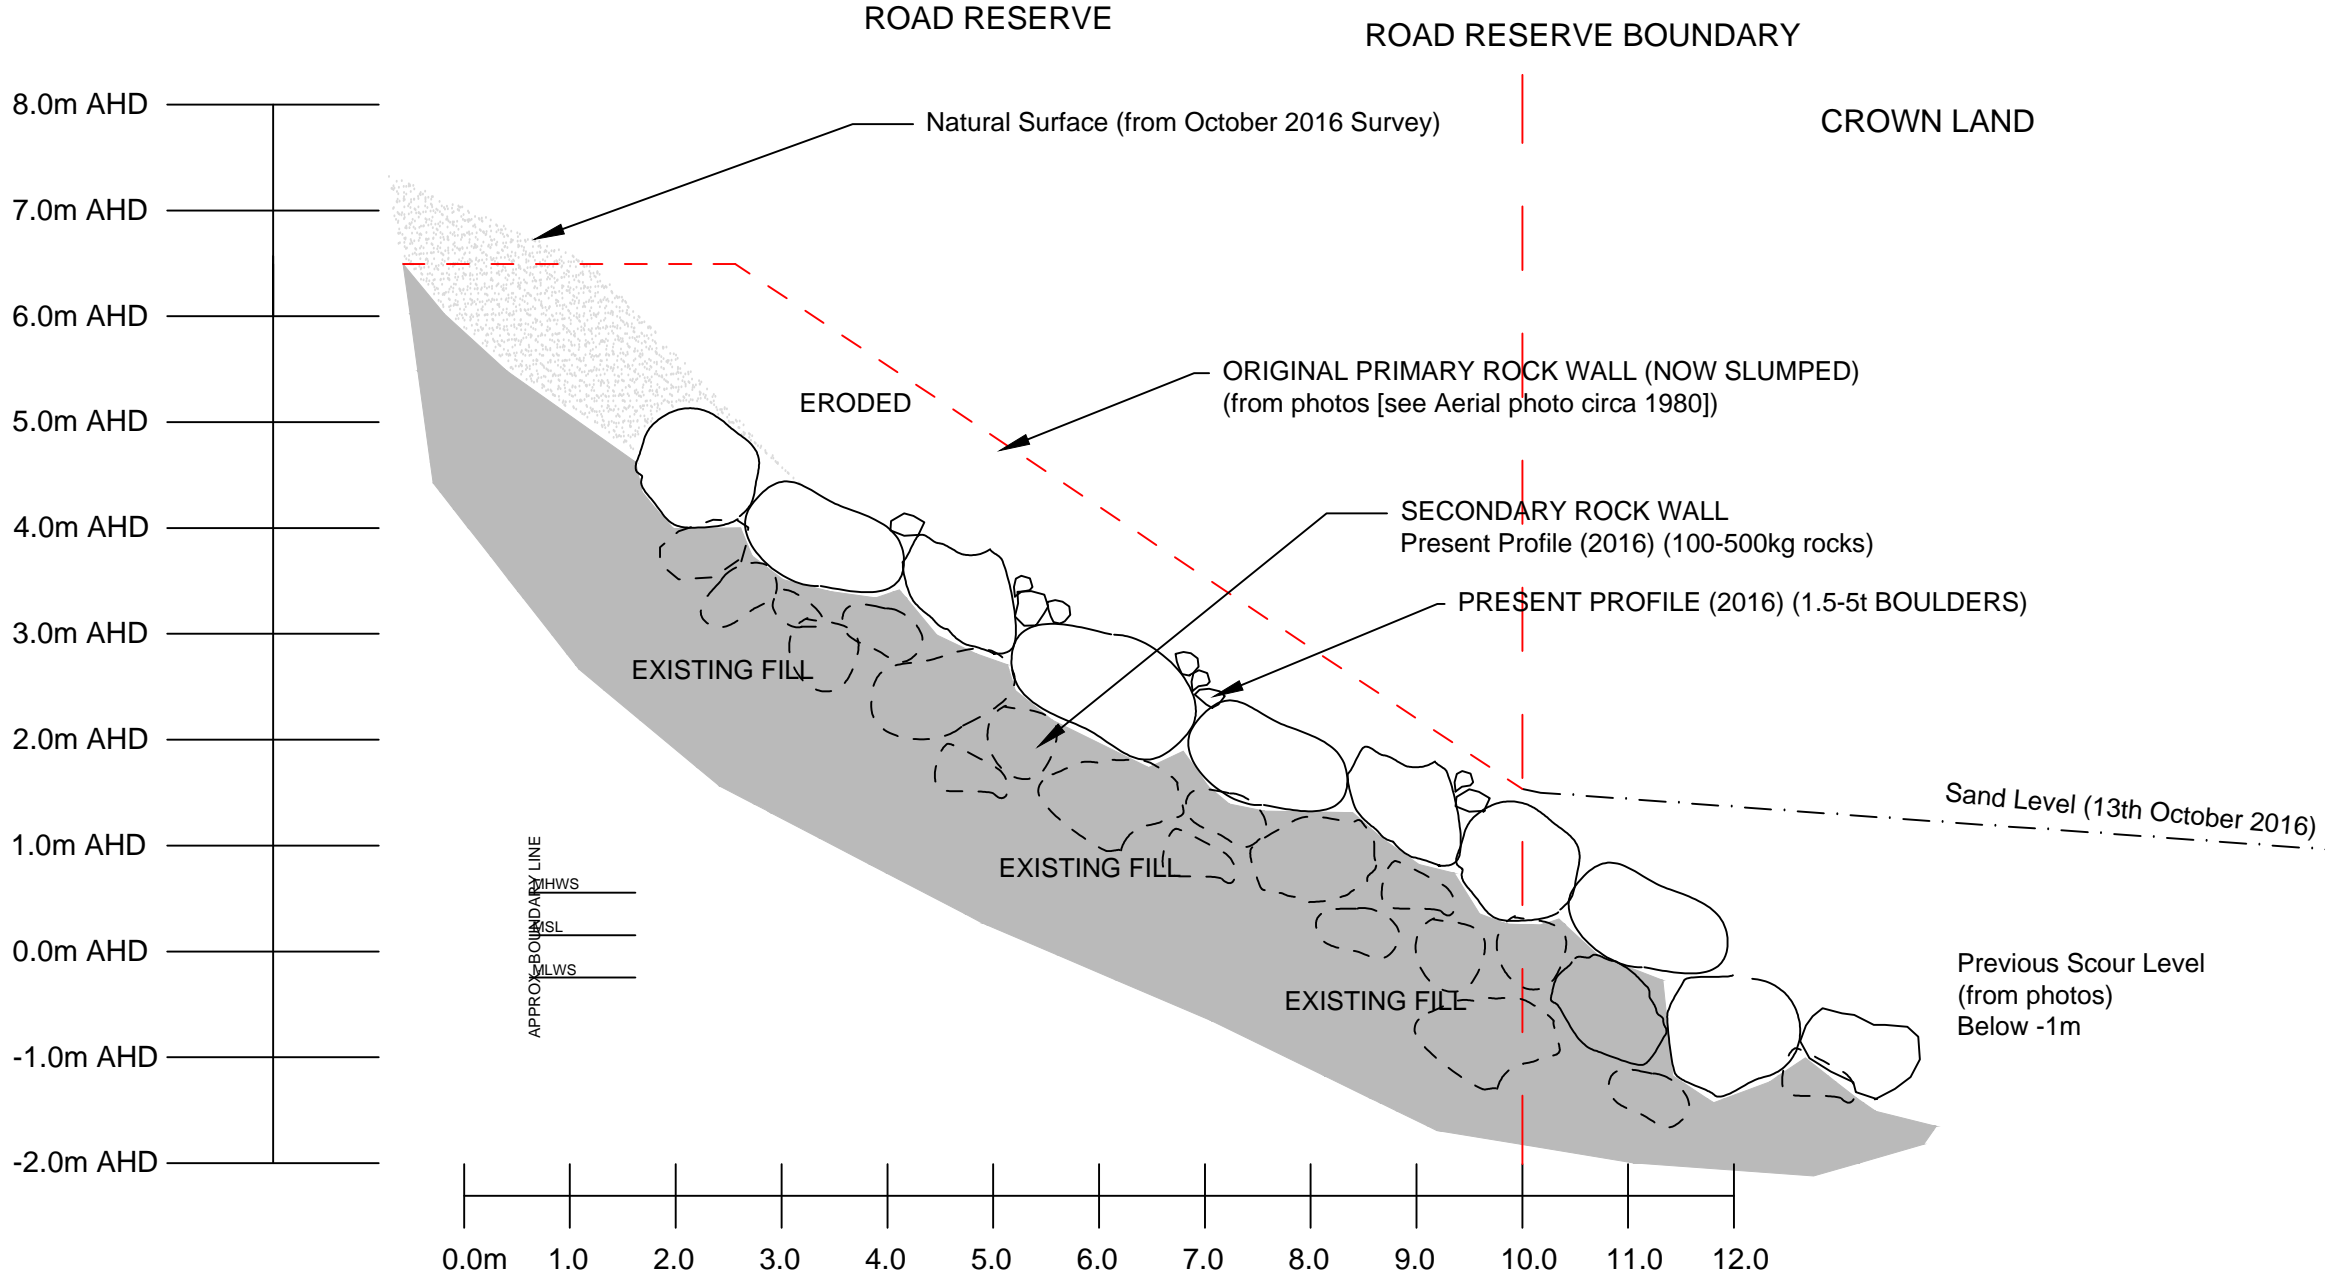 ROAD RESERVE
ROAD RESERVE BOUNDARY
8.0m AHD
Natural Surface (from October 2016 Survey)
CROWN LAND
7.0m AHD
6.0m AHD
ORIGINAL PRIMARY ROCK WALL (NOW SLUMPED)
(from photos [see Aerial photo circa 1980])
ERODED
5.0m AHD
SECONDARY ROCK WALL
Present Profile (2016) (100-500kg rocks)
4.0m AHD
PRESENT PROFILE (2016) (1.5-5t BOULDERS)
3.0m AHD
EXISTING FILL
2.0m AHD
Sand Level (13th October 2016)
1.0m AHD
EXISTING FILL
APPROX BOUNDARY LINE
MHWS
MSL
MLWS
0.0m AHD
Previous Scour Level
(from photos)
Below -1m
EXISTING FILL
-1.0m AHD
-2.0m AHD
0.0m 1.0 2.0 3.0 4.0 5.0 6.0 7.0 8.0 9.0 10.0 11.0 12.0